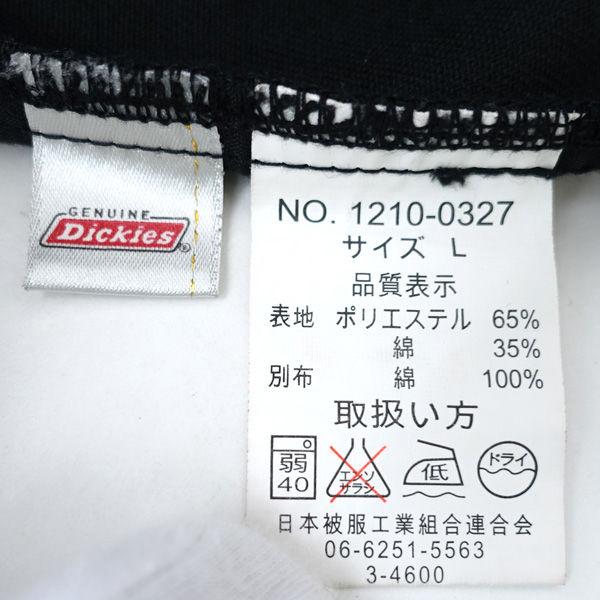 GENUINE
Dickies®
NO. 1210-0327
サイズ L
品質表示
表地 ポリエステル 65%
綿 35%
別布 綿 100%
取扱い方
弱
40
エンソ
サラシ
低
ドライ
日本被服工業組合連合会
06-6251-5563
3-4600